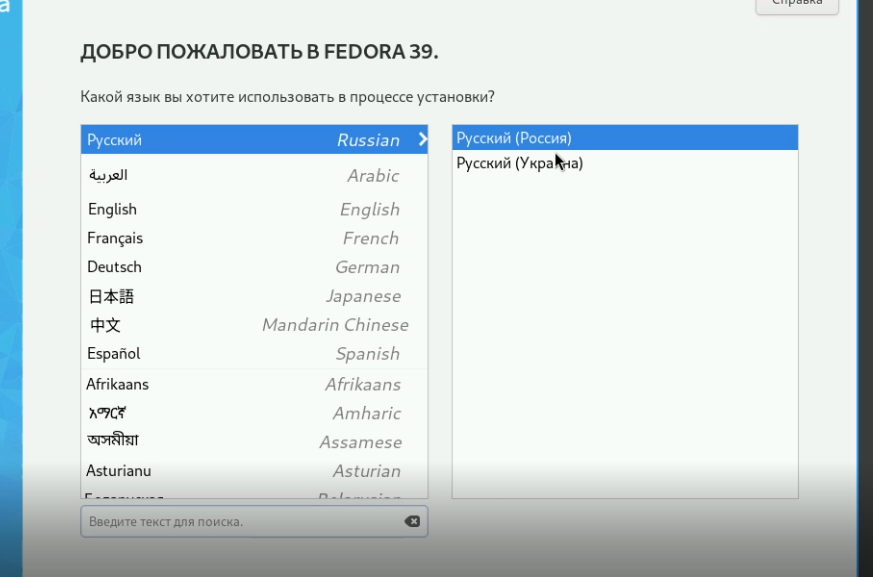 а
Справка
ДОБРО ПОЖАЛОВАТЬ В FEDORA 39.
Какой язык вы хотите использовать в процессе установки?
Русский Russian
العربية Arabic
English English
Français French
Deutsch German
日本語 Japanese
中文 Mandarin Chinese
Español Spanish
Afrikaans Afrikaans
አማርኛ Amharic
অসমীয়া Assamese
Asturianu Asturian
Беларуская Belarusian
Русский (Россия)
Русский (Украина)
Введите текст для поиска.